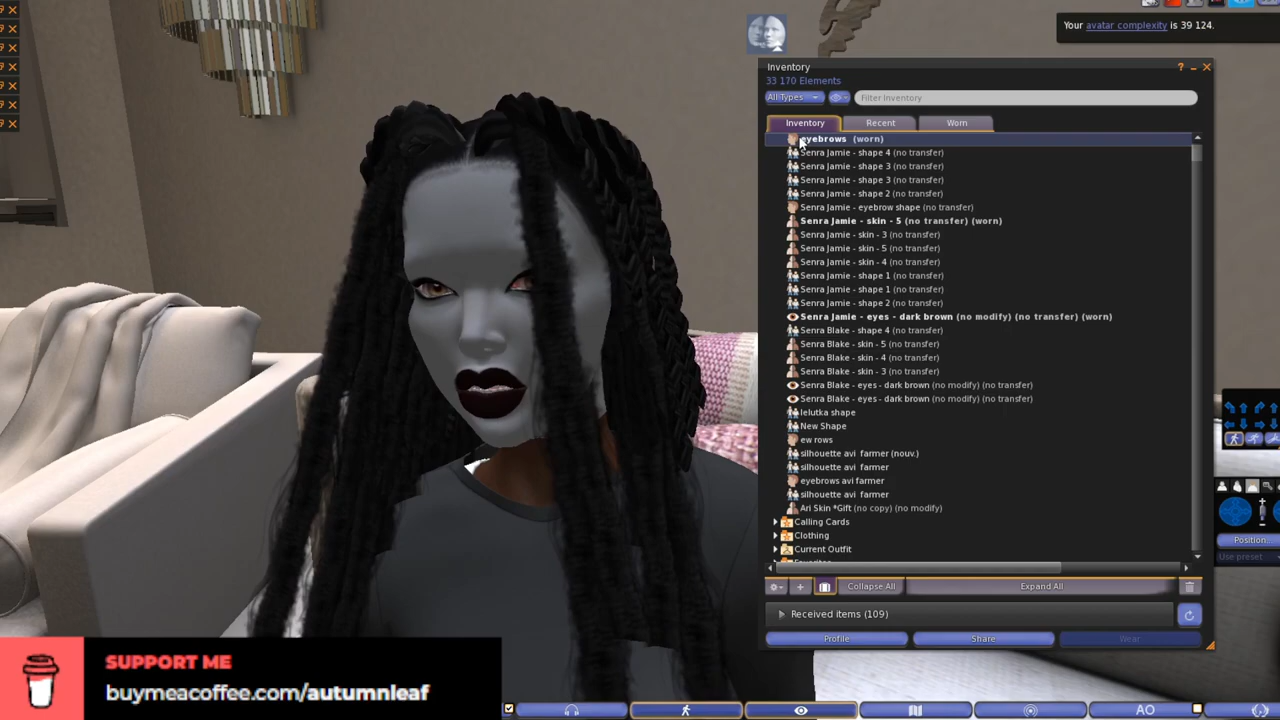 Your avatar complexity is 39 124.
Inventory
33 170 Elements
All Types
Filter Inventory
Inventory
Recent
Worn
eyebrows (worn)
Senra Jamie - shape 4 (no transfer)
Senra Jamie - shape 3 (no transfer)
Senra Jamie - shape 3 (no transfer)
Senra Jamie - shape 2 (no transfer)
Senra Jamie - eyebrow shape (no transfer)
Senra Jamie - skin - 5 (no transfer) (worn)
Senra Jamie - skin - 3 (no transfer)
Senra Jamie - skin - 5 (no transfer)
Senra Jamie - skin - 4 (no transfer)
Senra Jamie - shape 1 (no transfer)
Senra Jamie - shape 1 (no transfer)
Senra Jamie - shape 2 (no transfer)
Senra Jamie - eyes - dark brown (no modify) (no transfer) (worn)
Senra Blake - shape 4 (no transfer)
Senra Blake - skin - 5 (no transfer)
Senra Blake - skin - 4 (no transfer)
Senra Blake - skin - 3 (no transfer)
Senra Blake - eyes - dark brown (no modify) (no transfer)
Senra Blake - eyes - dark brown (no modify) (no transfer)
lelutka shape
New Shape
ew rows
silhouette avi farmer (nouv.)
silhouette avi farmer
eyebrows avi farmer
silhouette avi farmer
Ari Skin *Gift (no copy) (no modify)
Calling Cards
Clothing
Current Outfit
Collapse All
Expand All
Received items (109)
Profile
Share
Wear
Position..
Use preset
SUPPORT ME
buymeacoffee.com/autumnleaf
AO